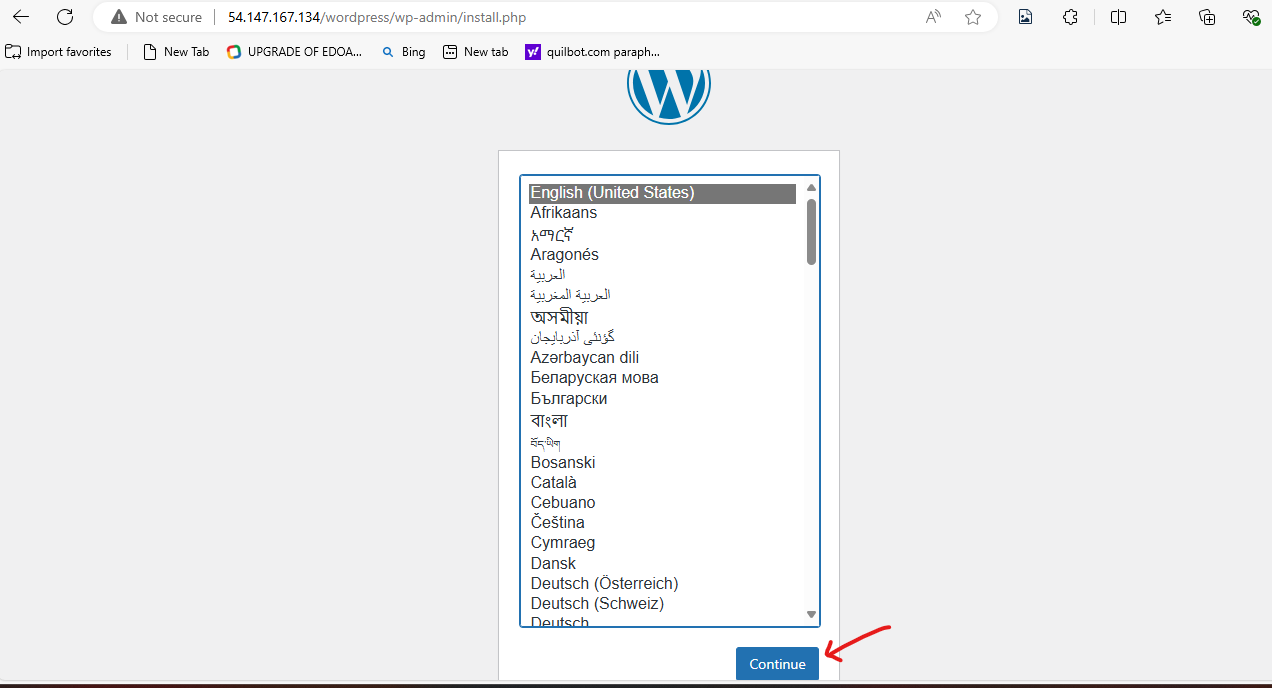 Not secure 54.147.167.134/wordpress/wp-admin/install.php
Import favorites New Tab UPGRADE OF EDOA... Bing New tab quilbot.com paraph...
English (United States)
Afrikaans
አማርኛ
Aragonés
العربية
العربية المغربية
অসমীয়া
گؤنئی آذربایجان
Azərbaycan dili
Беларуская мова
Български
বাংলা
བོད་ཡིག
Bosanski
Català
Cebuano
Čeština
Cymraeg
Dansk
Deutsch (Österreich)
Deutsch (Schweiz)
Deutsch
Continue